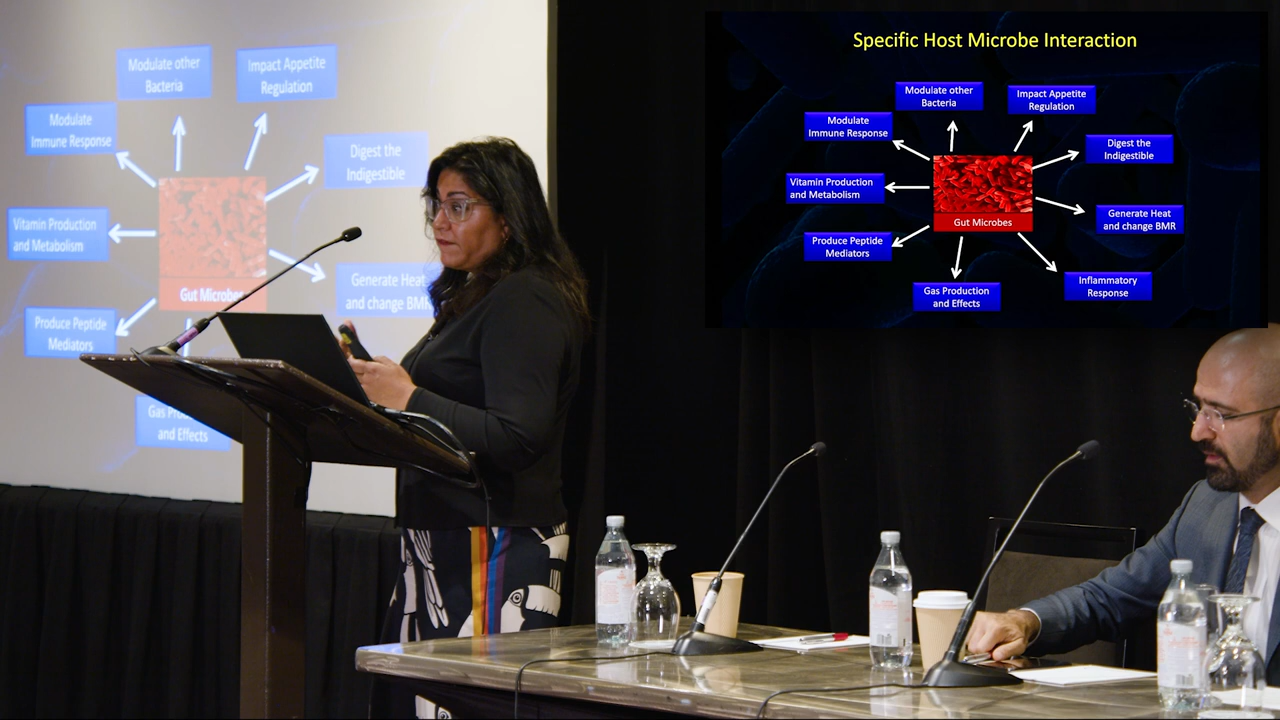 Modulate other
Bacteria
Impact Appetite
Regulation
Modulate
Immune Response
Digest the
Indigestible
Vitamin Production
and Metabolism
Gut Microbes
Generate Heat
and change BMR
Produce Peptide
Mediators
Gas
and Effects
Specific Host Microbe Interaction
Modulate other
Bacteria
Impact Appetite
Regulation
Modulate
Immune Response
Digest the
Indigestible
Vitamin Production
and Metabolism
Gut Microbes
Generate Heat
and change BMR
Produce Peptide
Mediators
Gas Production
and Effects
Inflammatory
Response